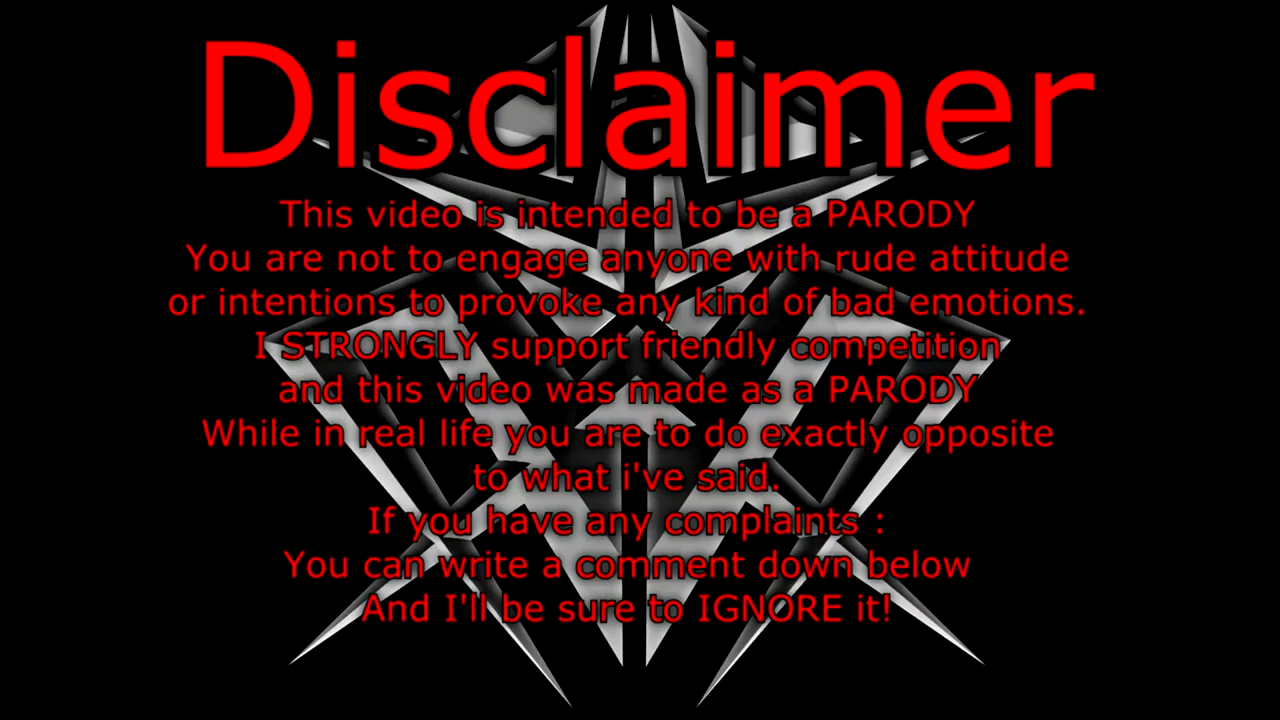 Disclaimer
This video is intended to be a PARODY
You are not to engage anyone with rude attitude
or intentions to provoke any kind of bad emotions.
I STRONGLY support friendly competition
and this video was made as a PARODY
While in real life you are to do exactly opposite
to what i've said.
If you have any complaints :
You can write a comment down below
And I'll be sure to IGNORE it!